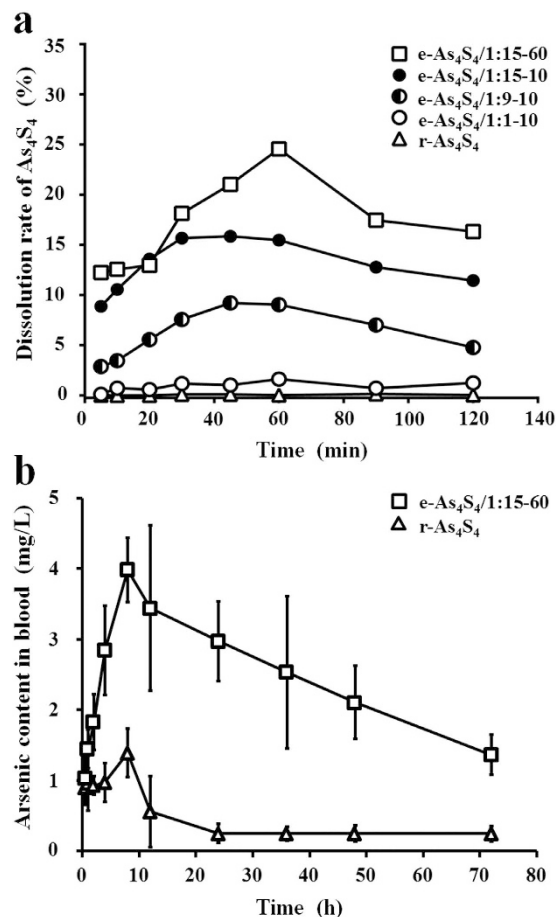 a
Dissolution rate of As₄S₄ (%)
35
30
25
20
15
10
5
0
0 20 40 60 80 100 120 140
Time (min)
e-As₄S₄/1:15-60
e-As₄S₄/1:15-10
e-As₄S₄/1:9-10
e-As₄S₄/1:1-10
r-As₄S₄
b
Arsenic content in blood (mg/L)
5
4
3
2
1
0
0 10 20 30 40 50 60 70 80
Time (h)
e-As₄S₄/1:15-60
r-As₄S₄